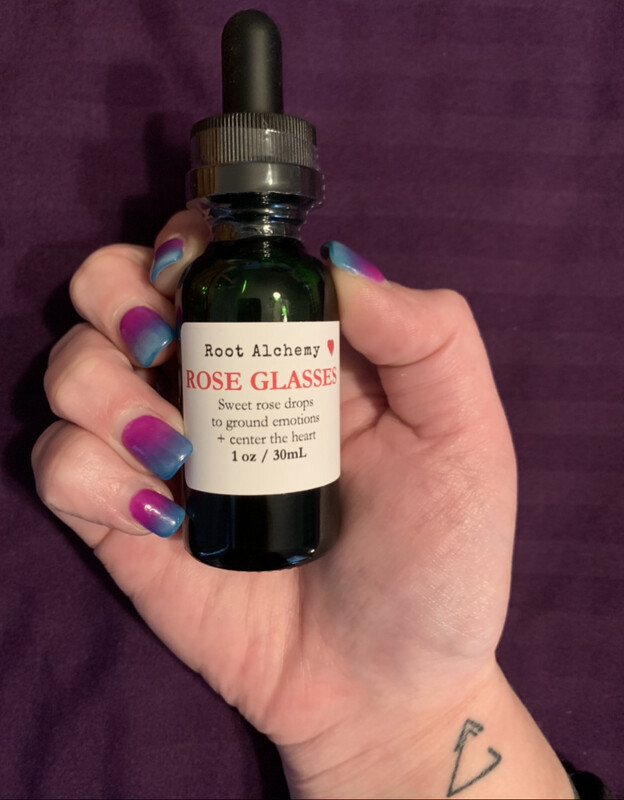 Root Alchemy
ROSE GLASSES
Sweet rose drops
to ground emotions
+ center the heart
1 oz / 30mL